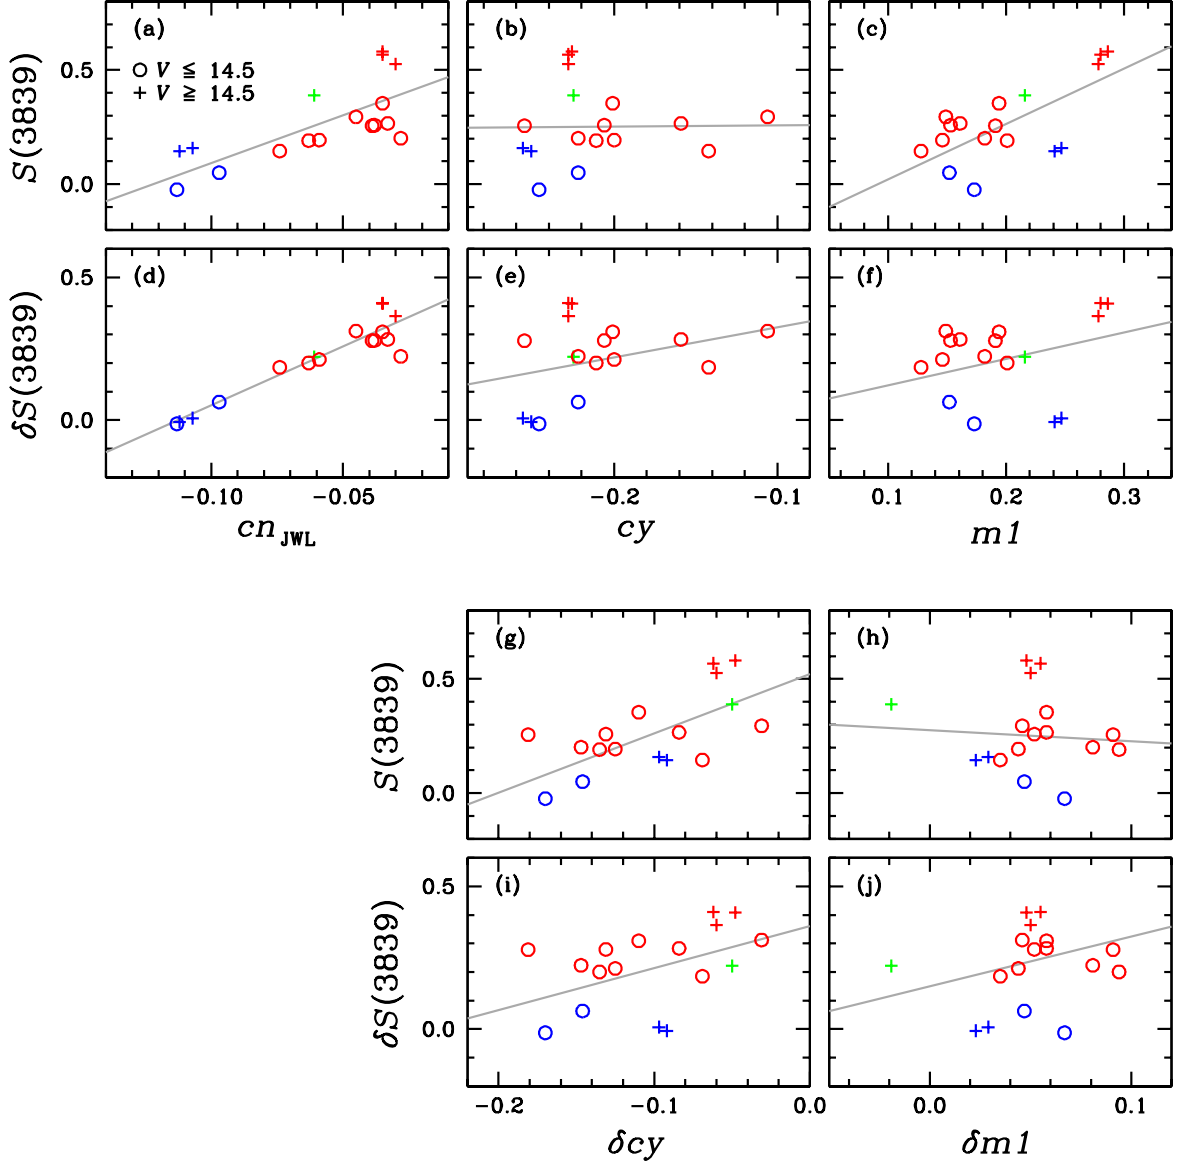 (a) (b) (c)
S(3839)
V ≦ 14.5
V ≧ 14.5
0.5
0.0
(d) (e) (f)
δS(3839)
0.5
0.0
−0.10 −0.05 −0.2 −0.1 0.1 0.2 0.3
cn JWL cy m1
(g) (h)
S(3839)
0.5
0.0
(i) (j)
δS(3839)
0.5
0.0
−0.2 −0.1 0.0 0.0 0.1
δcy δm1